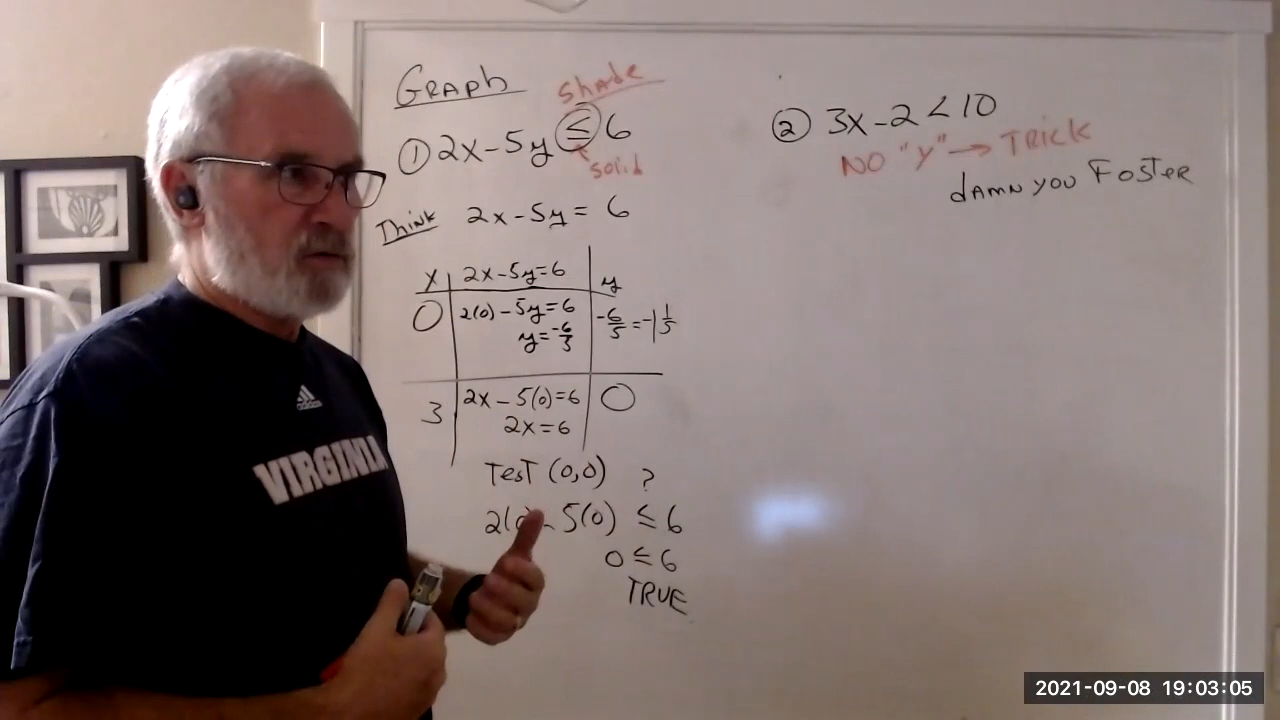 GRAPH
shade
① 2x-5y ≤ 6
solid
Think 2x-5y = 6
x 2x-5y=6 y
0 2(0)-5y=6 -6/5=-1 1/5
y=-6/5
3 2x-5(0)=6 0
2x=6
Test (0,0) ?
2(0)-5(0) ≤ 6
0 ≤ 6
TRUE
② 3x-2<10
NO "y" → TRICK
dAMN YOU FOSTER
adidas
VIRGINIA
2021-09-08 19:03:05